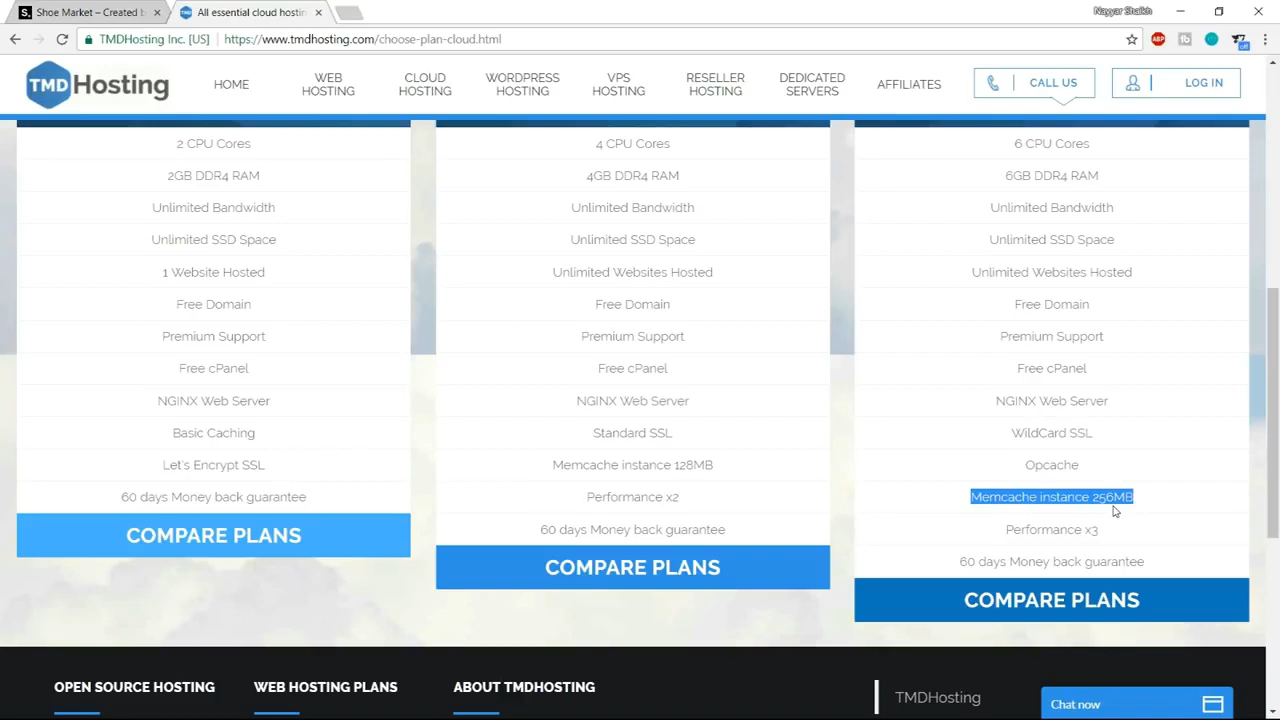 Shoe Market – Created b
All essential cloud hostin
Nayyar Shaikh
TMDHosting Inc. [US]
https://www.tmdhosting.com/choose-plan-cloud.html
ABP
off
TMDHosting
HOME
WEB
HOSTING
CLOUD
HOSTING
WORDPRESS
HOSTING
VPS
HOSTING
RESELLER
HOSTING
DEDICATED
SERVERS
AFFILIATES
CALL US
LOG IN
2 CPU Cores
2GB DDR4 RAM
Unlimited Bandwidth
Unlimited SSD Space
1 Website Hosted
Free Domain
Premium Support
Free cPanel
NGINX Web Server
Basic Caching
Let's Encrypt SSL
60 days Money back guarantee
COMPARE PLANS
4 CPU Cores
4GB DDR4 RAM
Unlimited Bandwidth
Unlimited SSD Space
Unlimited Websites Hosted
Free Domain
Premium Support
Free cPanel
NGINX Web Server
Standard SSL
Memcache instance 128MB
Performance x2
60 days Money back guarantee
COMPARE PLANS
6 CPU Cores
6GB DDR4 RAM
Unlimited Bandwidth
Unlimited SSD Space
Unlimited Websites Hosted
Free Domain
Premium Support
Free cPanel
NGINX Web Server
WildCard SSL
Opcache
Memcache instance 256MB
Performance x3
60 days Money back guarantee
COMPARE PLANS
OPEN SOURCE HOSTING
WEB HOSTING PLANS
ABOUT TMDHOSTING
TMDHosting
Chat now